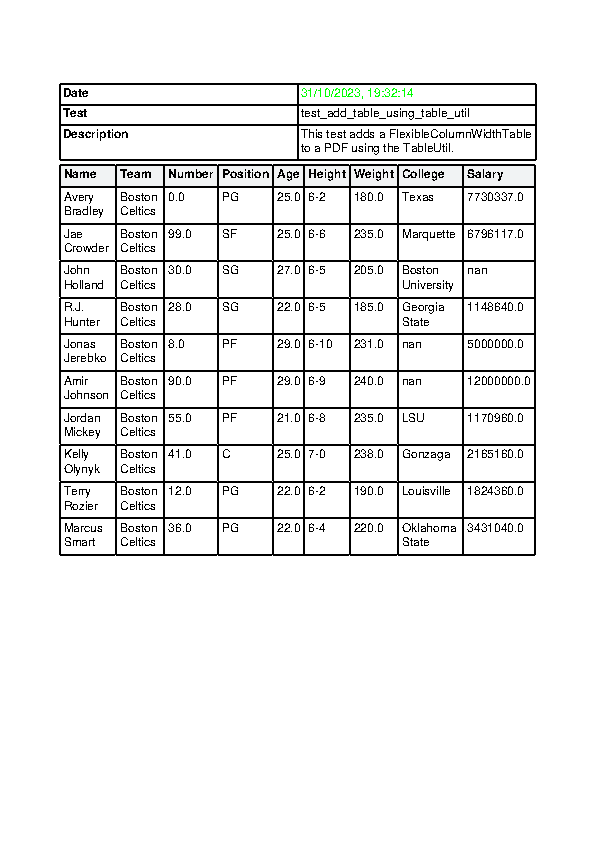 Date 31/10/2023, 19:32:14
Test test_add_table_using_table_util
Description This test adds a FlexibleColumnWidthTable
to a PDF using the TableUtil.
Name Team Number Position Age Height Weight College Salary
Avery Boston 0.0 PG 25.0 6-2 180.0 Texas 7730337.0
Bradley Celtics
Jae Boston 99.0 SF 25.0 6-6 235.0 Marquette 6796117.0
Crowder Celtics
John Boston 30.0 SG 27.0 6-5 205.0 Boston nan
Holland Celtics University
R.J. Boston 28.0 SG 22.0 6-5 185.0 Georgia 1148640.0
Hunter Celtics State
Jonas Boston 8.0 PF 29.0 6-10 231.0 nan 5000000.0
Jerebko Celtics
Amir Boston 90.0 PF 29.0 6-9 240.0 nan 12000000.0
Johnson Celtics
Jordan Boston 55.0 PF 21.0 6-8 235.0 LSU 1170960.0
Mickey Celtics
Kelly Boston 41.0 C 25.0 7-0 238.0 Gonzaga 2165160.0
Olynyk Celtics
Terry Boston 12.0 PG 22.0 6-2 190.0 Louisville 1824360.0
Rozier Celtics
Marcus Boston 36.0 PG 22.0 6-4 220.0 Oklahoma 3431040.0
Smart Celtics State